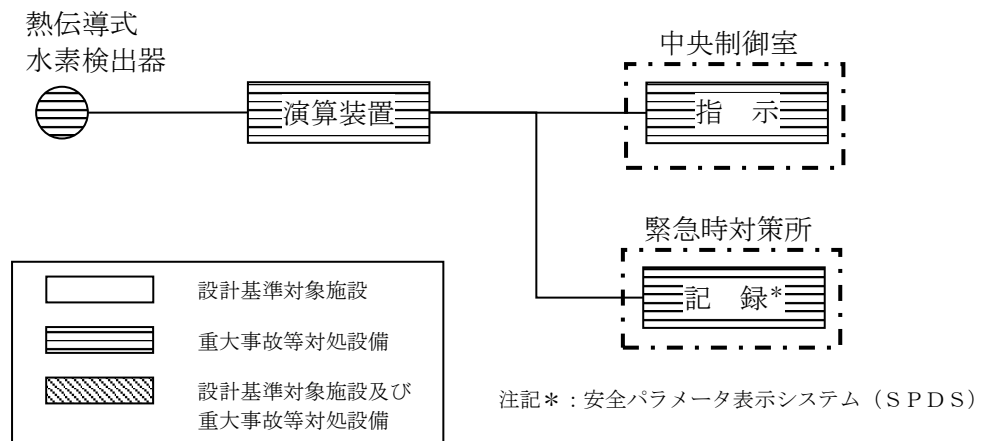 熱伝導式
水素検出器
演算装置
中央制御室
指　示
緊急時対策所
記　録*
設計基準対象施設
重大事故等対処設備
設計基準対象施設及び
重大事故等対処設備
注記＊：安全パラメータ表示システム（ＳＰＤＳ）